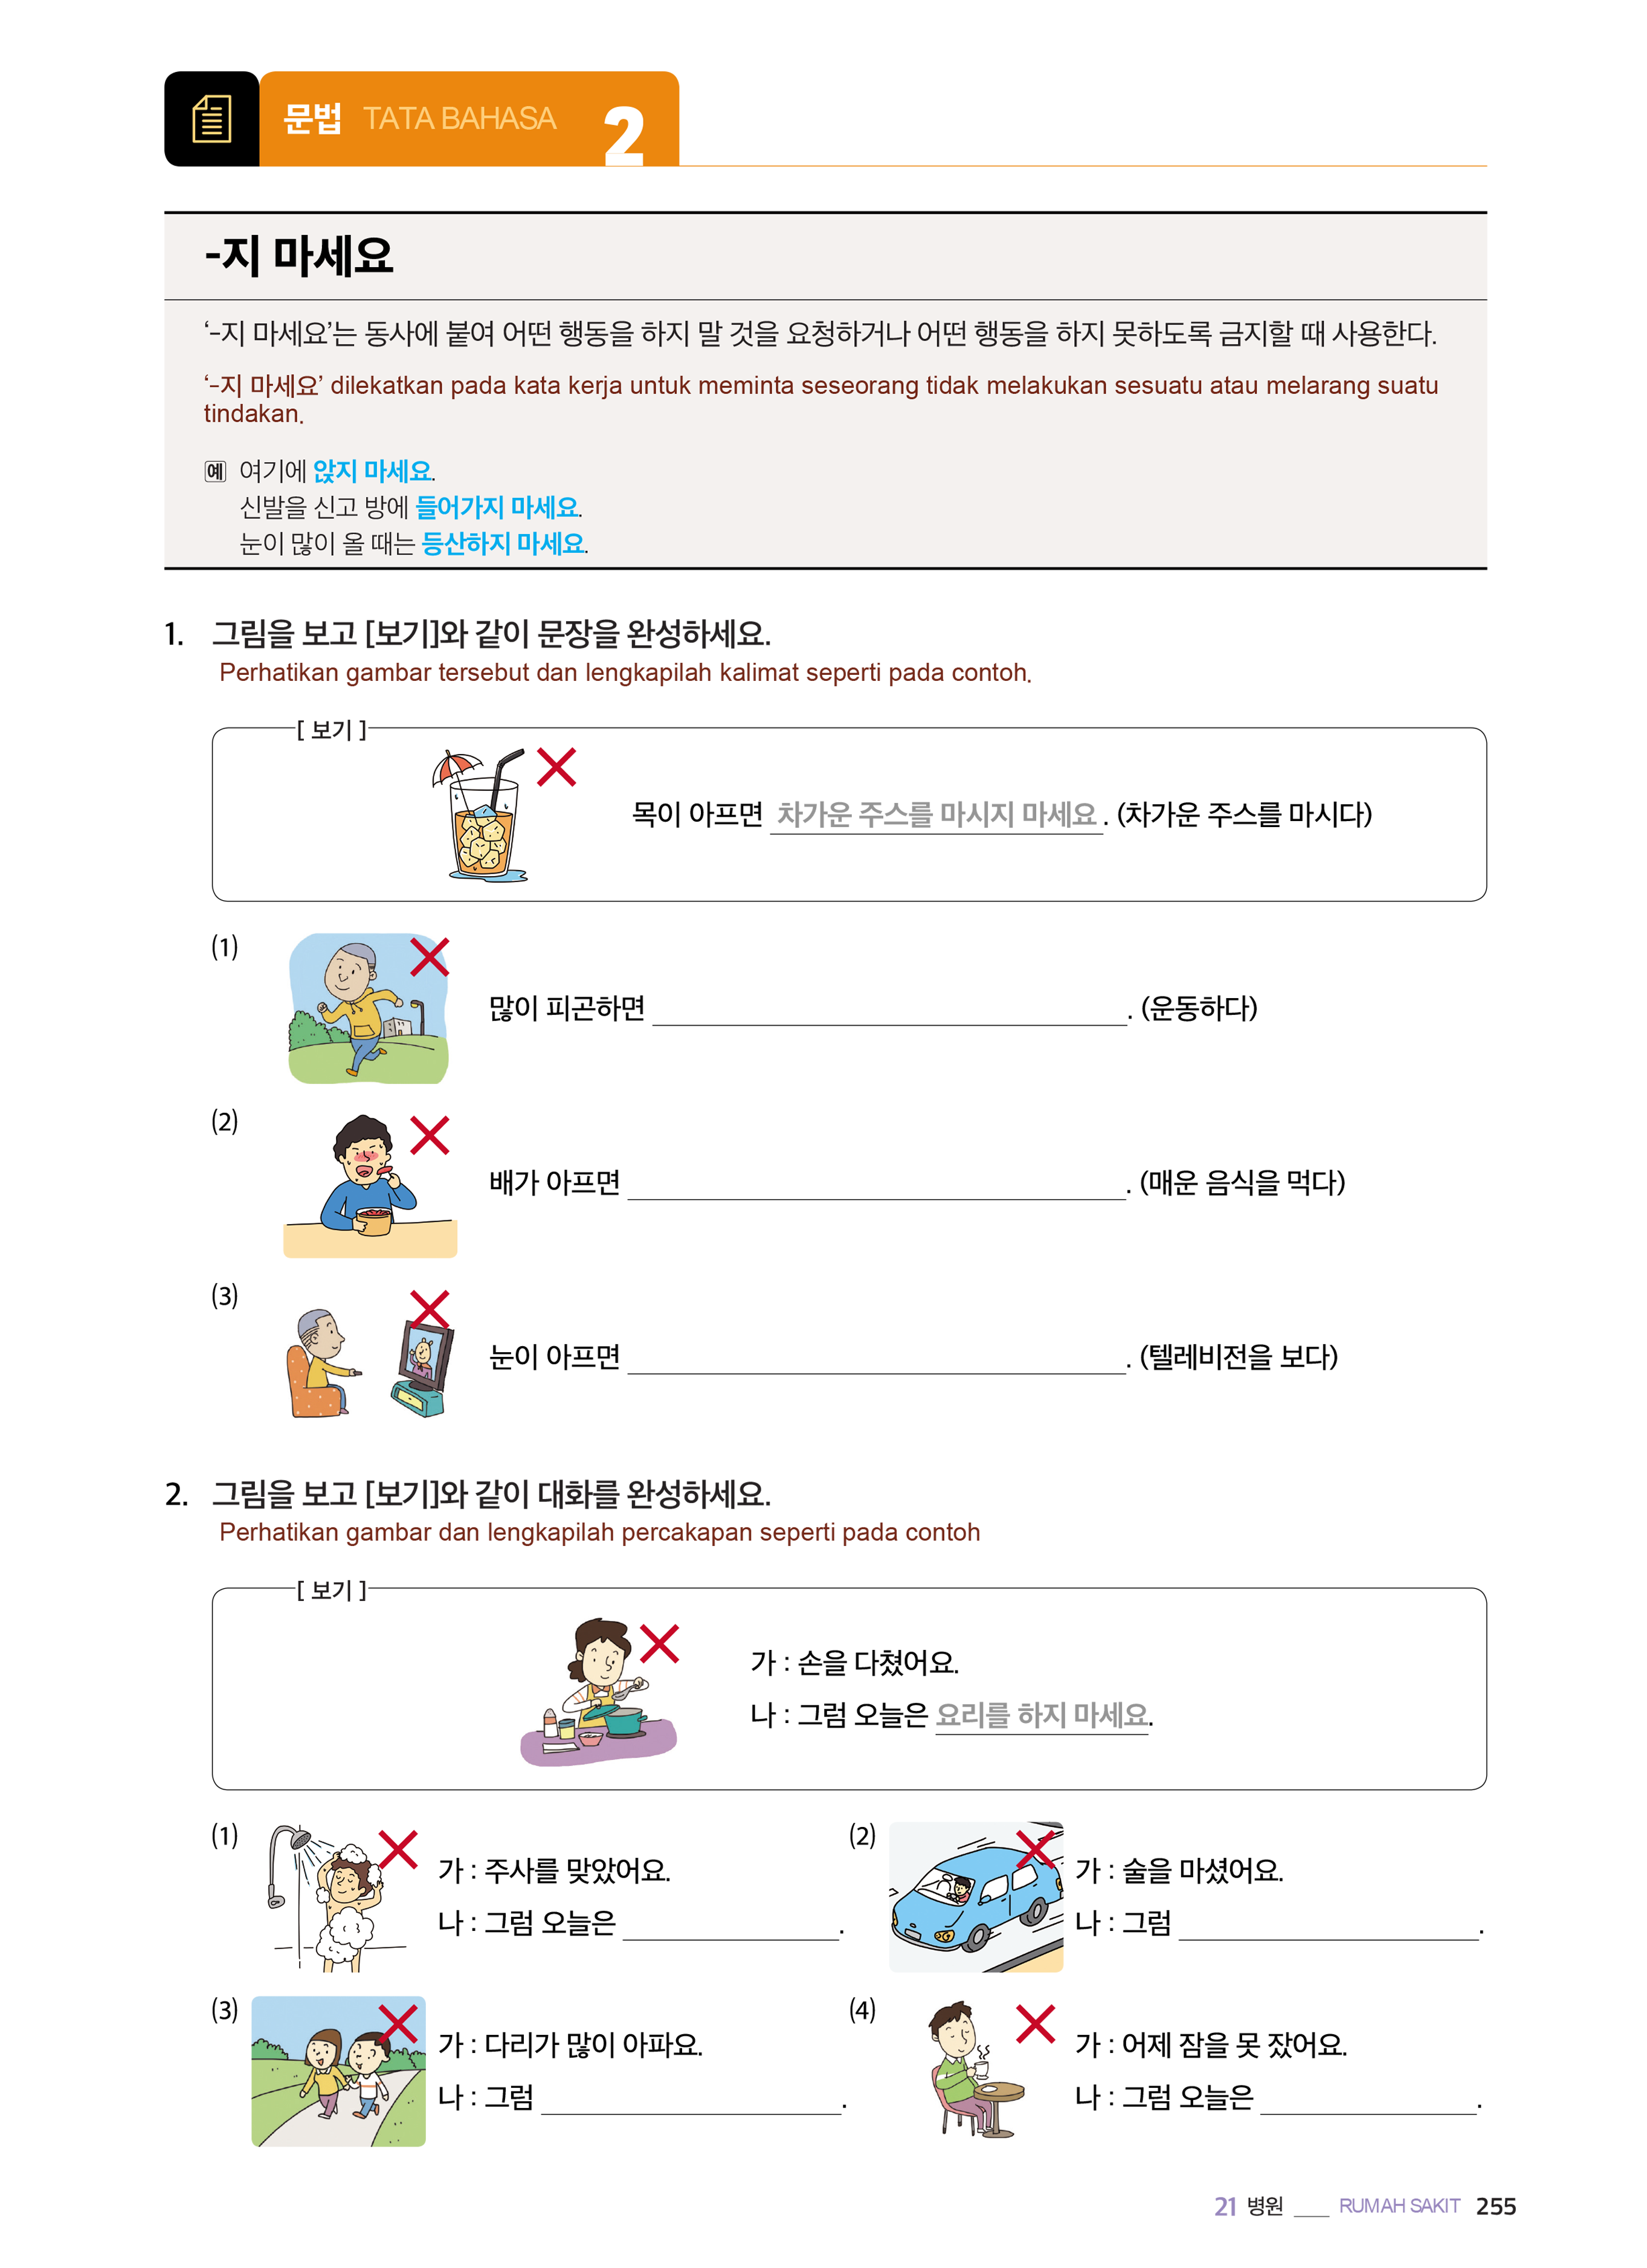 문법 TATA BAHASA 2
-지 마세요
‘-지 마세요’는 동사에 붙여 어떤 행동을 하지 말 것을 요청하거나 어떤 행동을 하지 못하도록 금지할 때 사용한다.
‘-지 마세요’ dilekatkan pada kata kerja untuk meminta seseorang tidak melakukan sesuatu atau melarang suatu
tindakan.
예 여기에 앉지 마세요.
신발을 신고 방에 들어가지 마세요.
눈이 많이 올 때는 등산하지 마세요.
1. 그림을 보고 [보기]와 같이 문장을 완성하세요.
Perhatikan gambar tersebut dan lengkapilah kalimat seperti pada contoh.
[ 보기 ]
목이 아프면 차가운 주스를 마시지 마세요. (차가운 주스를 마시다)
(1)
많이 피곤하면 ____________________. (운동하다)
(2)
배가 아프면 ____________________. (매운 음식을 먹다)
(3)
눈이 아프면 ____________________. (텔레비전을 보다)
2. 그림을 보고 [보기]와 같이 대화를 완성하세요.
Perhatikan gambar dan lengkapilah percakapan seperti pada contoh
[ 보기 ]
가 : 손을 다쳤어요.
나 : 그럼 오늘은 요리를 하지 마세요.
(1)
가 : 주사를 맞았어요.
나 : 그럼 오늘은 ____________________.
(2)
가 : 술을 마셨어요.
나 : 그럼 ____________________.
(3)
가 : 다리가 많이 아파요.
나 : 그럼 ____________________.
(4)
가 : 어제 잠을 못 잤어요.
나 : 그럼 오늘은 ____________________.
21 병원 ___ RUMAH SAKIT 255